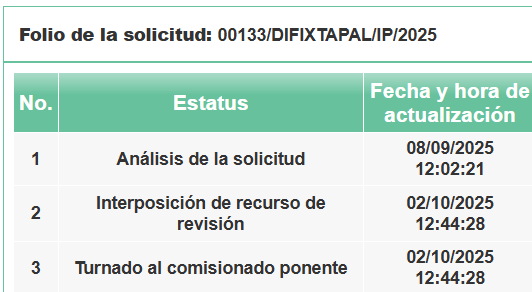 Folio de la solicitud: 00133/DIFIXTAPAL/IP/2025
No. Estatus Fecha y hora de
actualización
1 Análisis de la solicitud 08/09/2025
12:02:21
2 Interposición de recurso de
revisión 02/10/2025
12:44:28
3 Turnado al comisionado ponente 02/10/2025
12:44:28